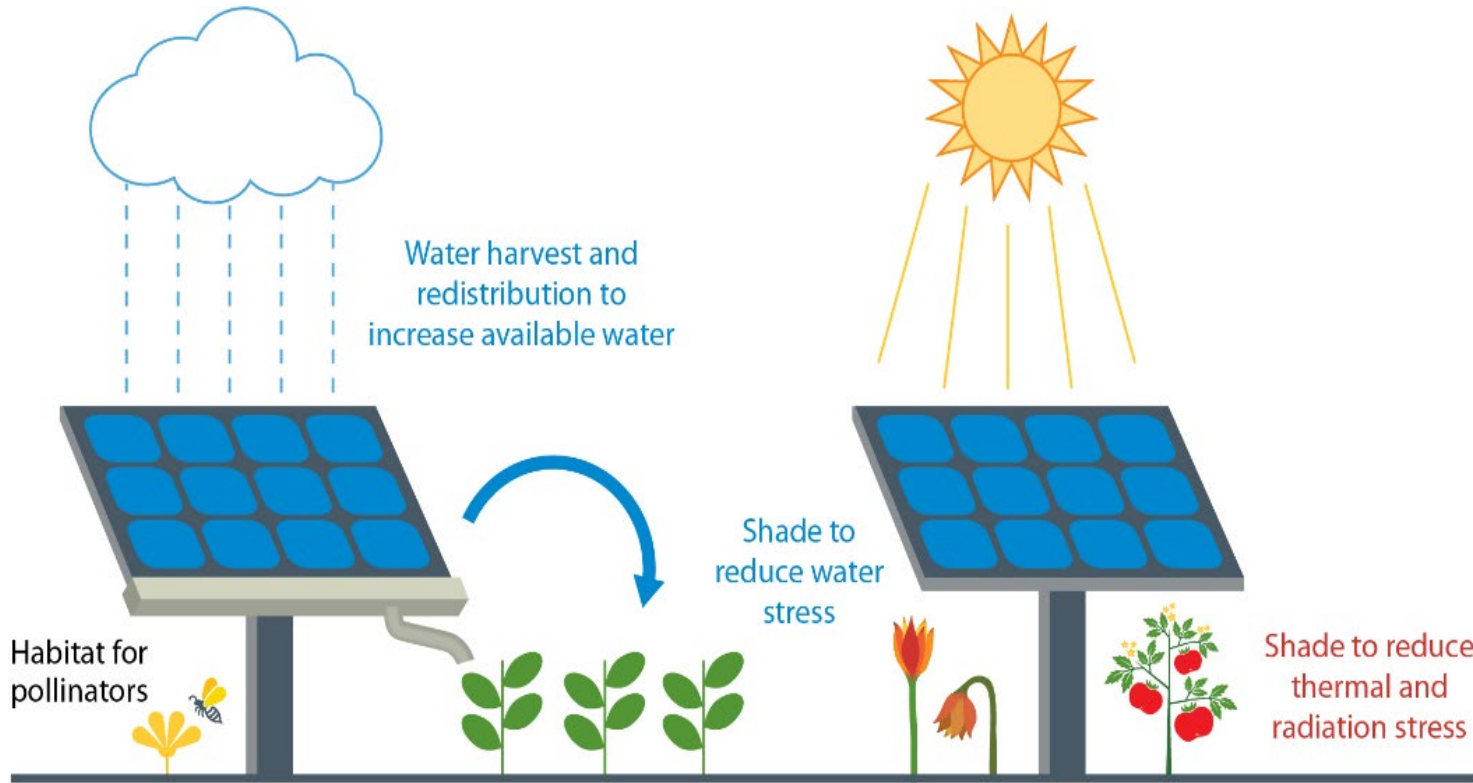 Water harvest and
redistribution to
increase available water
Shade to
reduce water
stress
Habitat for
pollinators
Shade to reduce
thermal and
radiation stress